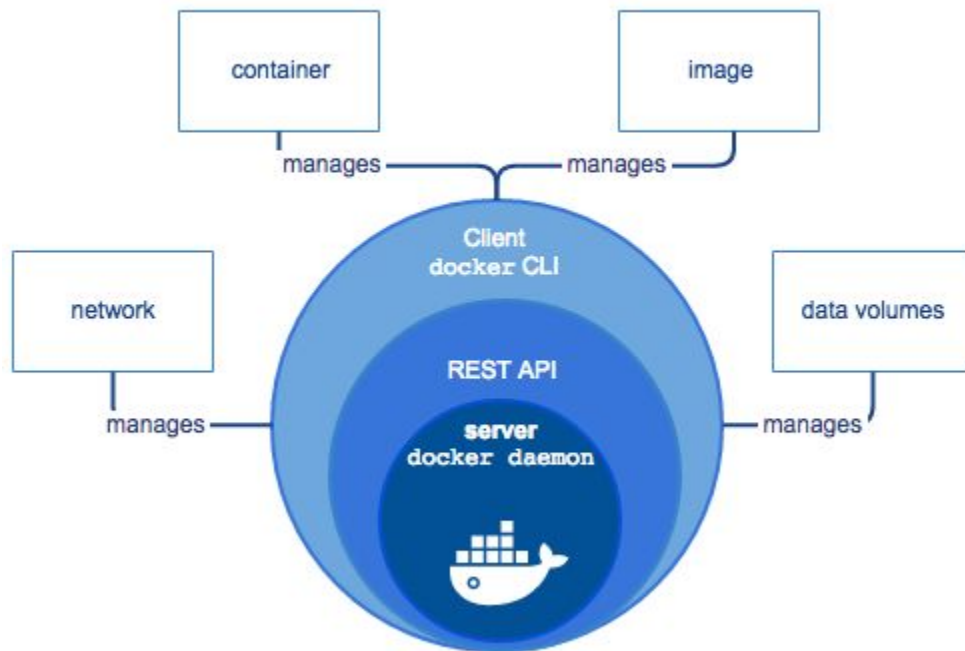 container
image
manages
manages
Client
docker CLI
network
data volumes
REST API
manages
manages
server
docker daemon